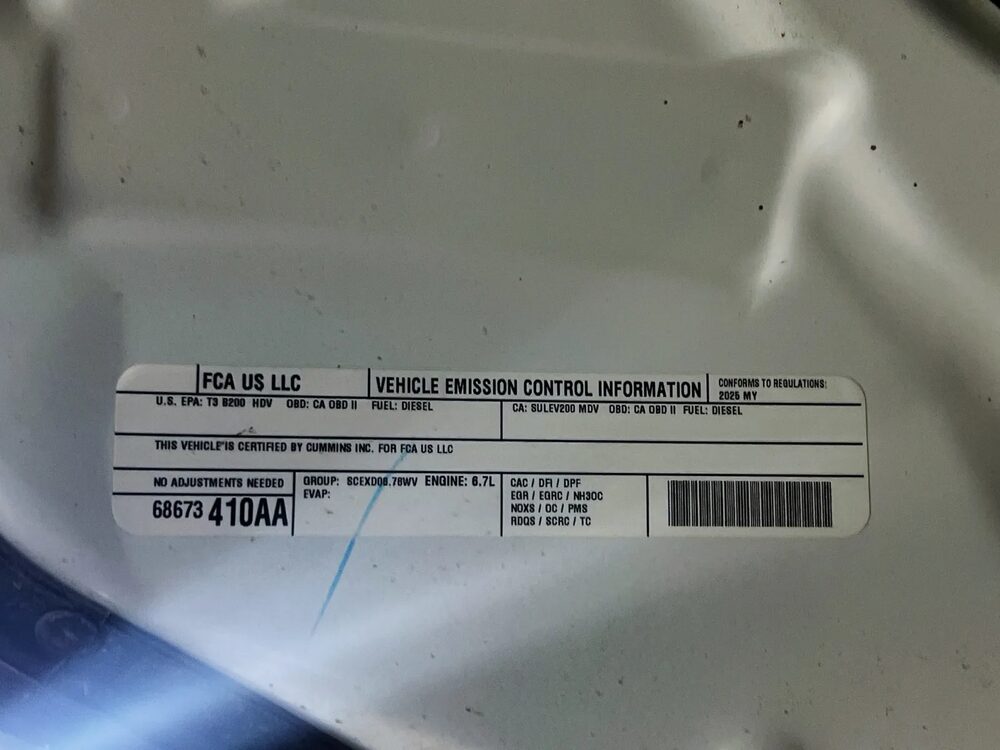 FCA US LLC
VEHICLE EMISSION CONTROL INFORMATION
CONFORMS TO REGULATIONS:
2025 MY
U.S. EPA: T3 B200 HDV OBD: CA OBD II FUEL: DIESEL
CA: SULEV200 MDV OBD: CA OBD II FUEL: DIESEL
THIS VEHICLE IS CERTIFIED BY CUMMINS INC. FOR FCA US LLC
NO ADJUSTMENTS NEEDED
68673 410AA
GROUP: ENGINE: 6.7L
EVAP:
CAC / DFI / DPF
EGR / EGRC / NH3OC
NOXS / OC / PMS
RDQS / SCRC / TC